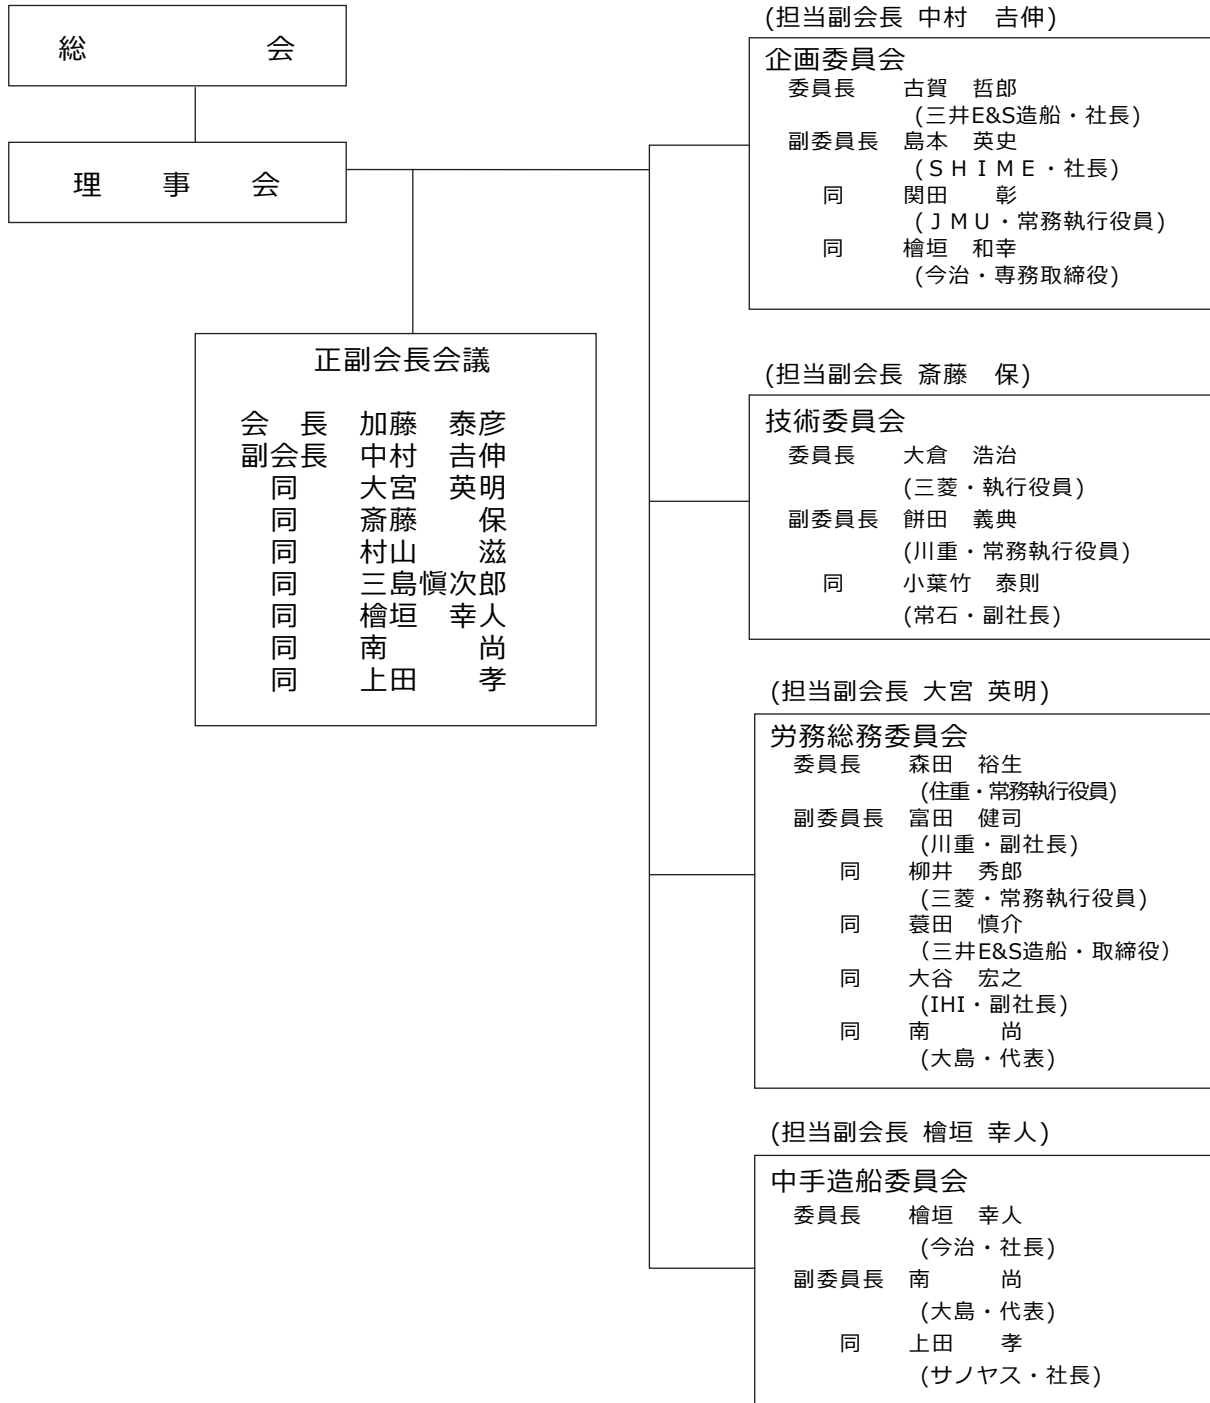 総　　　　会
理　事　会
正副会長会議
会　長　加藤　泰彦
副会長　中村　𠮷伸
同　大宮　英明
同　斎藤　　保
同　村山　　滋
同　三島愼次郎
同　檜垣　幸人
同　南　　　尚
同　上田　　孝
(担当副会長 中村　𠮷伸)
企画委員会
委員長　古賀　哲郎
(三井E&S造船・社長)
副委員長　島本　英史
(ＳＨＩＭＥ・社長)
同　関田　　彰
(ＪＭＵ・常務執行役員)
同　檜垣　和幸
(今治・専務取締役)
(担当副会長 斎藤　保)
技術委員会
委員長　大倉　浩治
(三菱・執行役員)
副委員長　餅田　義典
(川重・常務執行役員)
同　小葉竹　泰則
(常石・副社長)
(担当副会長 大宮 英明)
労務総務委員会
委員長　森田　裕生
(住重・常務執行役員)
副委員長　富田　健司
(川重・副社長)
同　柳井　秀郎
(三菱・常務執行役員)
同　蓑田　慎介
（三井E&S造船・取締役）
同　大谷　宏之
(IHI・副社長)
同　南　　　尚
(大島・代表)
(担当副会長 檜垣 幸人)
中手造船委員会
委員長　檜垣　幸人
(今治・社長)
副委員長　南　　　尚
(大島・代表)
同　上田　　孝
(サノヤス・社長)